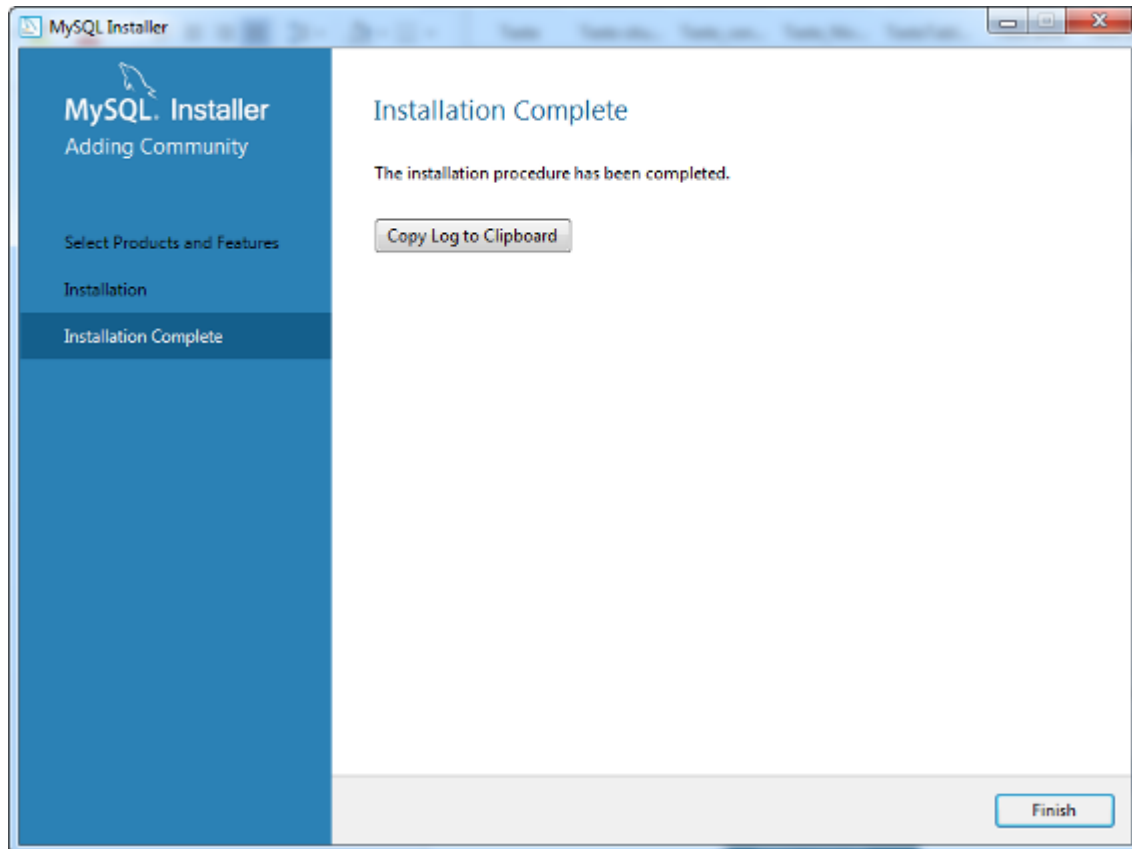 MySQL Installer
MySQL. Installer
Adding Community
Select Products and Features
Installation
Installation Complete
Installation Complete
The installation procedure has been completed.
Copy Log to Clipboard
Finish